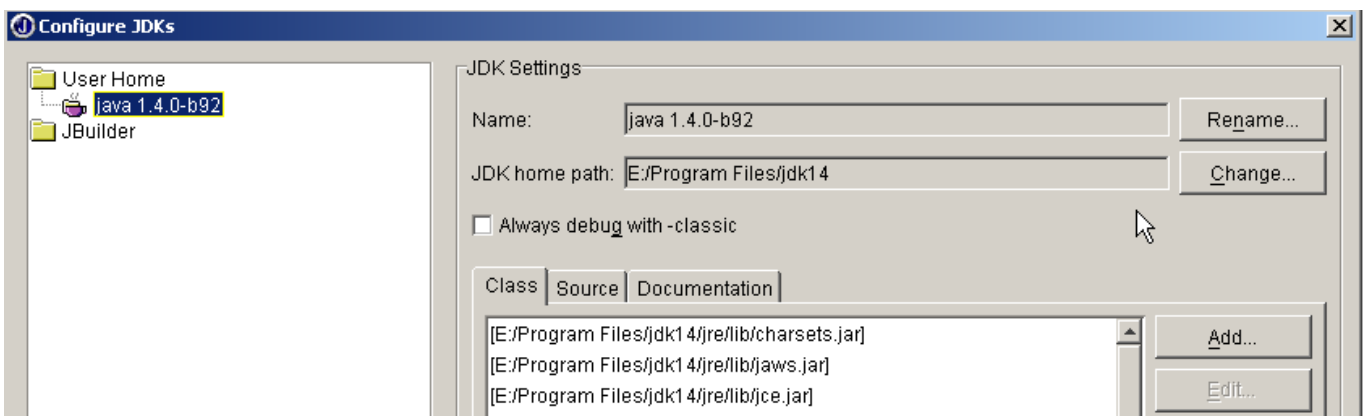 Configure JDKs
User Home
java 1.4.0-b92
JBuilder
JDK Settings
Name: java 1.4.0-b92 Rename...
JDK home path: E:/Program Files/jdk14 Change...
Always debug with -classic
Class Source Documentation
[E:/Program Files/jdk14/jre/lib/charsets.jar]
[E:/Program Files/jdk14/jre/lib/jaws.jar]
[E:/Program Files/jdk14/jre/lib/jce.jar]
Add...
Edit...